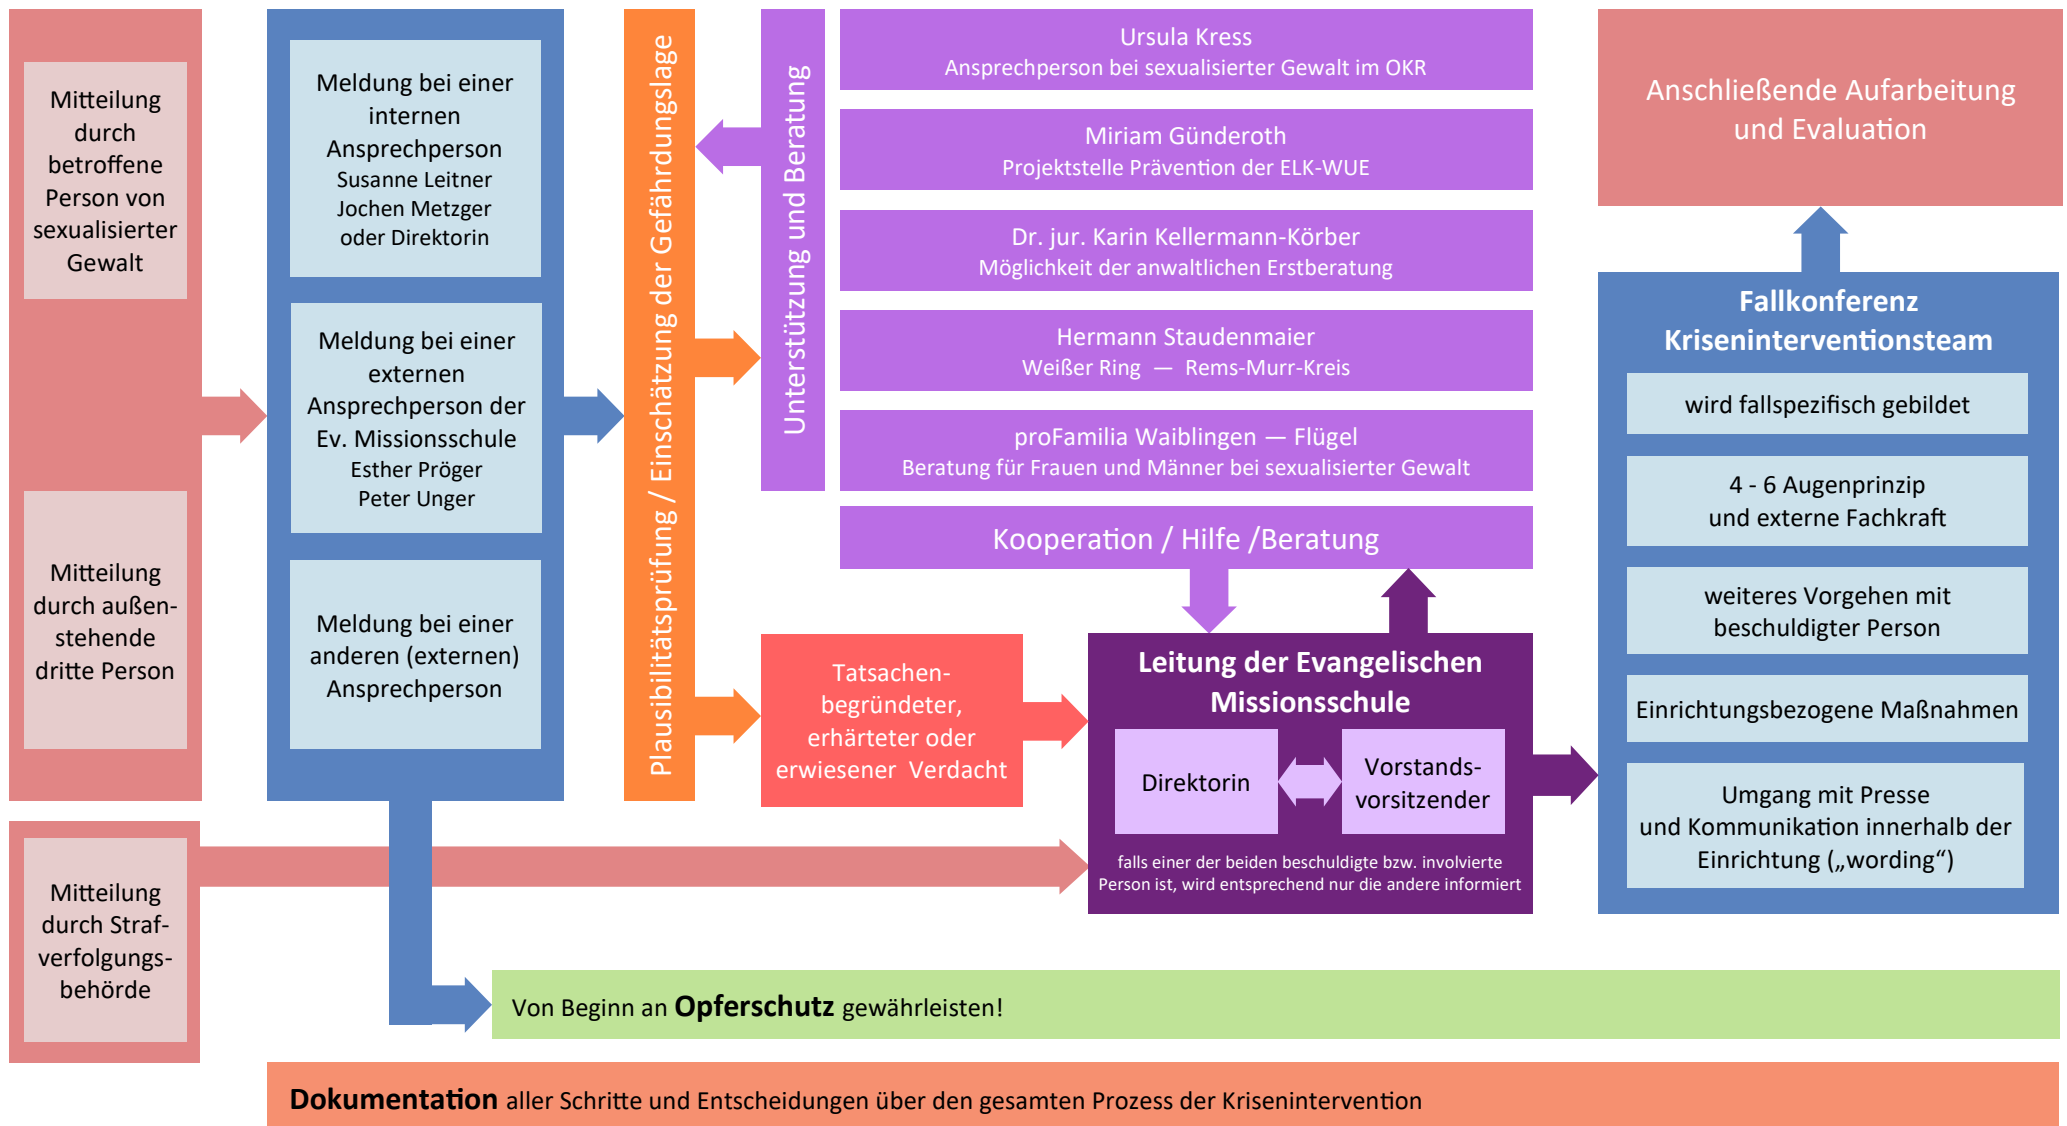 Mitteilung
durch
betroffene
Person von
sexualisierter
Gewalt
Mitteilung
durch außen-
stehende
dritte Person
Mitteilung
durch Straf-
verfolgungs-
behörde
Meldung bei einer
internen
Ansprechperson
Susanne Leitner
Jochen Metzger
oder Direktorin
Meldung bei einer
externen
Ansprechperson der
Ev. Missionsschule
Esther Pröger
Peter Unger
Meldung bei einer
anderen (externen)
Ansprechperson
Plausibilitätsprüfung / Einschätzung der Gefährdungslage
Unterstützung und Beratung
Ursula Kress
Ansprechperson bei sexualisierter Gewalt im OKR
Miriam Günderoth
Projektstelle Prävention der ELK-WUE
Dr. jur. Karin Kellermann-Körber
Möglichkeit der anwaltlichen Erstberatung
Hermann Staudenmaier
Weißer Ring — Rems-Murr-Kreis
proFamilia Waiblingen — Flügel
Beratung für Frauen und Männer bei sexualisierter Gewalt
Kooperation / Hilfe /Beratung
Tatsachen-
begründeter,
erhärteter oder
erwiesener Verdacht
Leitung der Evangelischen
Missionsschule
Direktorin
Vorstands-
vorsitzender
falls einer der beiden beschuldigte bzw. involvierte
Person ist, wird entsprechend nur die andere informiert
Anschließende Aufarbeitung
und Evaluation
Fallkonferenz
Kriseninterventionsteam
wird fallspezifisch gebildet
4 - 6 Augenprinzip
und externe Fachkraft
weiteres Vorgehen mit
beschuldigter Person
Einrichtungsbezogene Maßnahmen
Umgang mit Presse
und Kommunikation innerhalb der
Einrichtung („wording“)
Von Beginn an Opferschutz gewährleisten!
Dokumentation aller Schritte und Entscheidungen über den gesamten Prozess der Krisenintervention